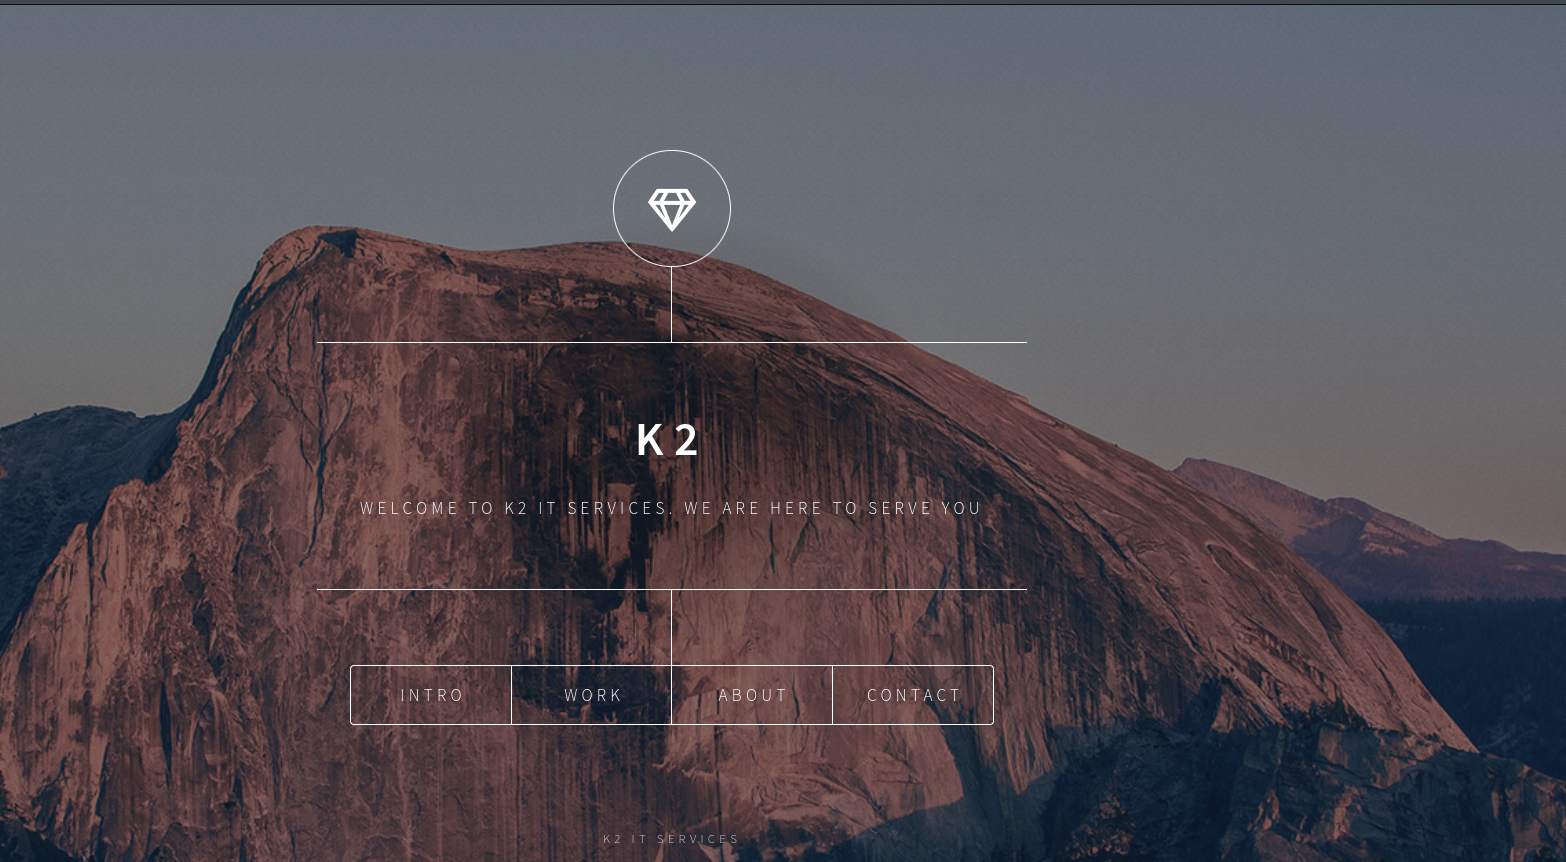 K2
WELCOME TO K2 IT SERVICES. WE ARE HERE TO SERVE YOU
INTRO
WORK
ABOUT
CONTACT
K2 IT SERVICES